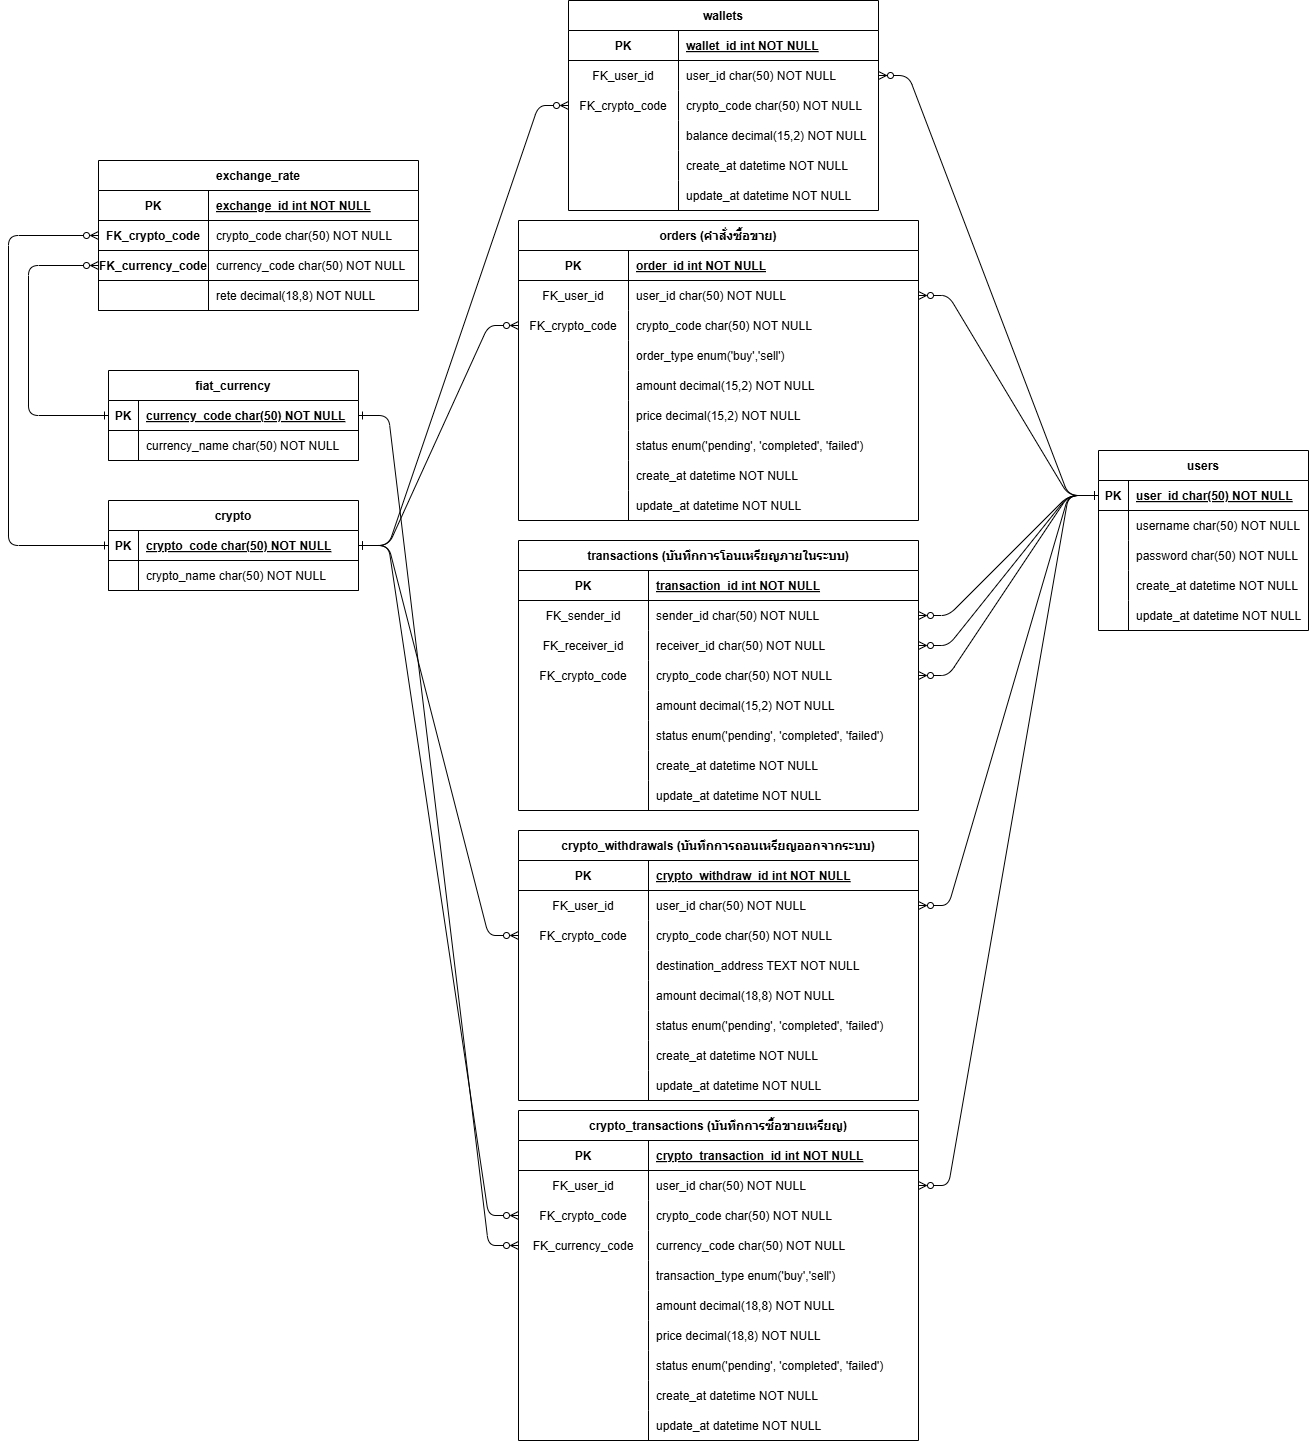 wallets
PK wallet_id int NOT NULL
FK_user_id user_id char(50) NOT NULL
FK_crypto_code crypto_code char(50) NOT NULL
balance decimal(15,2) NOT NULL
create_at datetime NOT NULL
update_at datetime NOT NULL
exchange_rate
PK exchange_id int NOT NULL
FK_crypto_code crypto_code char(50) NOT NULL
FK_currency_code currency_code char(50) NOT NULL
rete decimal(18,8) NOT NULL
fiat_currency
PK currency_code char(50) NOT NULL
currency_name char(50) NOT NULL
crypto
PK crypto_code char(50) NOT NULL
crypto_name char(50) NOT NULL
orders (คำสั่งซื้อขาย)
PK order_id int NOT NULL
FK_user_id user_id char(50) NOT NULL
FK_crypto_code crypto_code char(50) NOT NULL
order_type enum('buy','sell')
amount decimal(15,2) NOT NULL
price decimal(15,2) NOT NULL
status enum('pending', 'completed', 'failed')
create_at datetime NOT NULL
update_at datetime NOT NULL
users
PK user_id char(50) NOT NULL
username char(50) NOT NULL
password char(50) NOT NULL
create_at datetime NOT NULL
update_at datetime NOT NULL
transactions (บันทึกการโอนเหรียญภายในระบบ)
PK transaction_id int NOT NULL
FK_sender_id sender_id char(50) NOT NULL
FK_receiver_id receiver_id char(50) NOT NULL
FK_crypto_code crypto_code char(50) NOT NULL
amount decimal(15,2) NOT NULL
status enum('pending', 'completed', 'failed')
create_at datetime NOT NULL
update_at datetime NOT NULL
crypto_withdrawals (บันทึกการถอนเหรียญออกจากระบบ)
PK crypto_withdraw_id int NOT NULL
FK_user_id user_id char(50) NOT NULL
FK_crypto_code crypto_code char(50) NOT NULL
destination_address TEXT NOT NULL
amount decimal(18,8) NOT NULL
status enum('pending', 'completed', 'failed')
create_at datetime NOT NULL
update_at datetime NOT NULL
crypto_transactions (บันทึกการซื้อขายเหรียญ)
PK crypto_transaction_id int NOT NULL
FK_user_id user_id char(50) NOT NULL
FK_crypto_code crypto_code char(50) NOT NULL
FK_currency_code currency_code char(50) NOT NULL
transaction_type enum('buy','sell')
amount decimal(18,8) NOT NULL
price decimal(18,8) NOT NULL
status enum('pending', 'completed', 'failed')
create_at datetime NOT NULL
update_at datetime NOT NULL